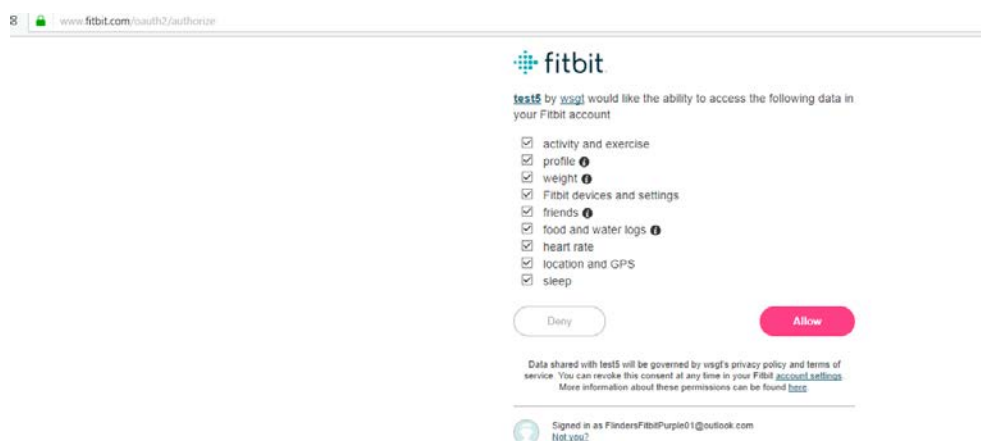 www.fitbit.com/oauth2/authorize
fitbit
test5 by wsgt would like the ability to access the following data in
your Fitbit account
activity and exercise
profile
weight
Fitbit devices and settings
friends
food and water logs
heart rate
location and GPS
sleep
Deny
Allow
Data shared with test5 will be governed by wsgt's privacy policy and terms of
service. You can revoke this consent at any time in your Fitbit account settings.
More information about these permissions can be found here.
Signed in as FlindersFitbitPurple01@outlook.com
Not you?